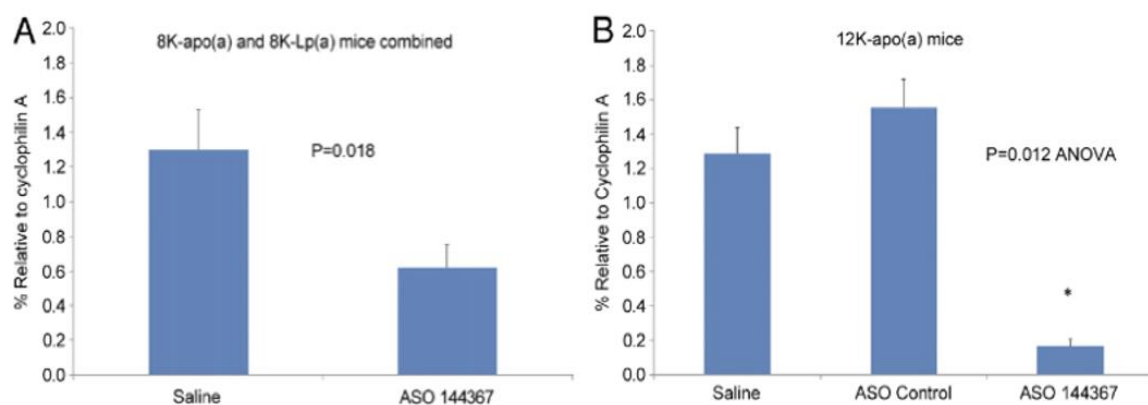 A
8K-apo(a) and 8K-Lp(a) mice combined
% Relative to cyclophilin A
2.0
1.8
1.6
1.4
1.2
1.0
0.8
0.6
0.4
0.2
0.0
P=0.018
Saline
ASO 144367
B
12K-apo(a) mice
% Relative to Cyclophilin A
2.0
1.8
1.6
1.4
1.2
1.0
0.8
0.6
0.4
0.2
0.0
P=0.012 ANOVA
*
Saline
ASO Control
ASO 144367